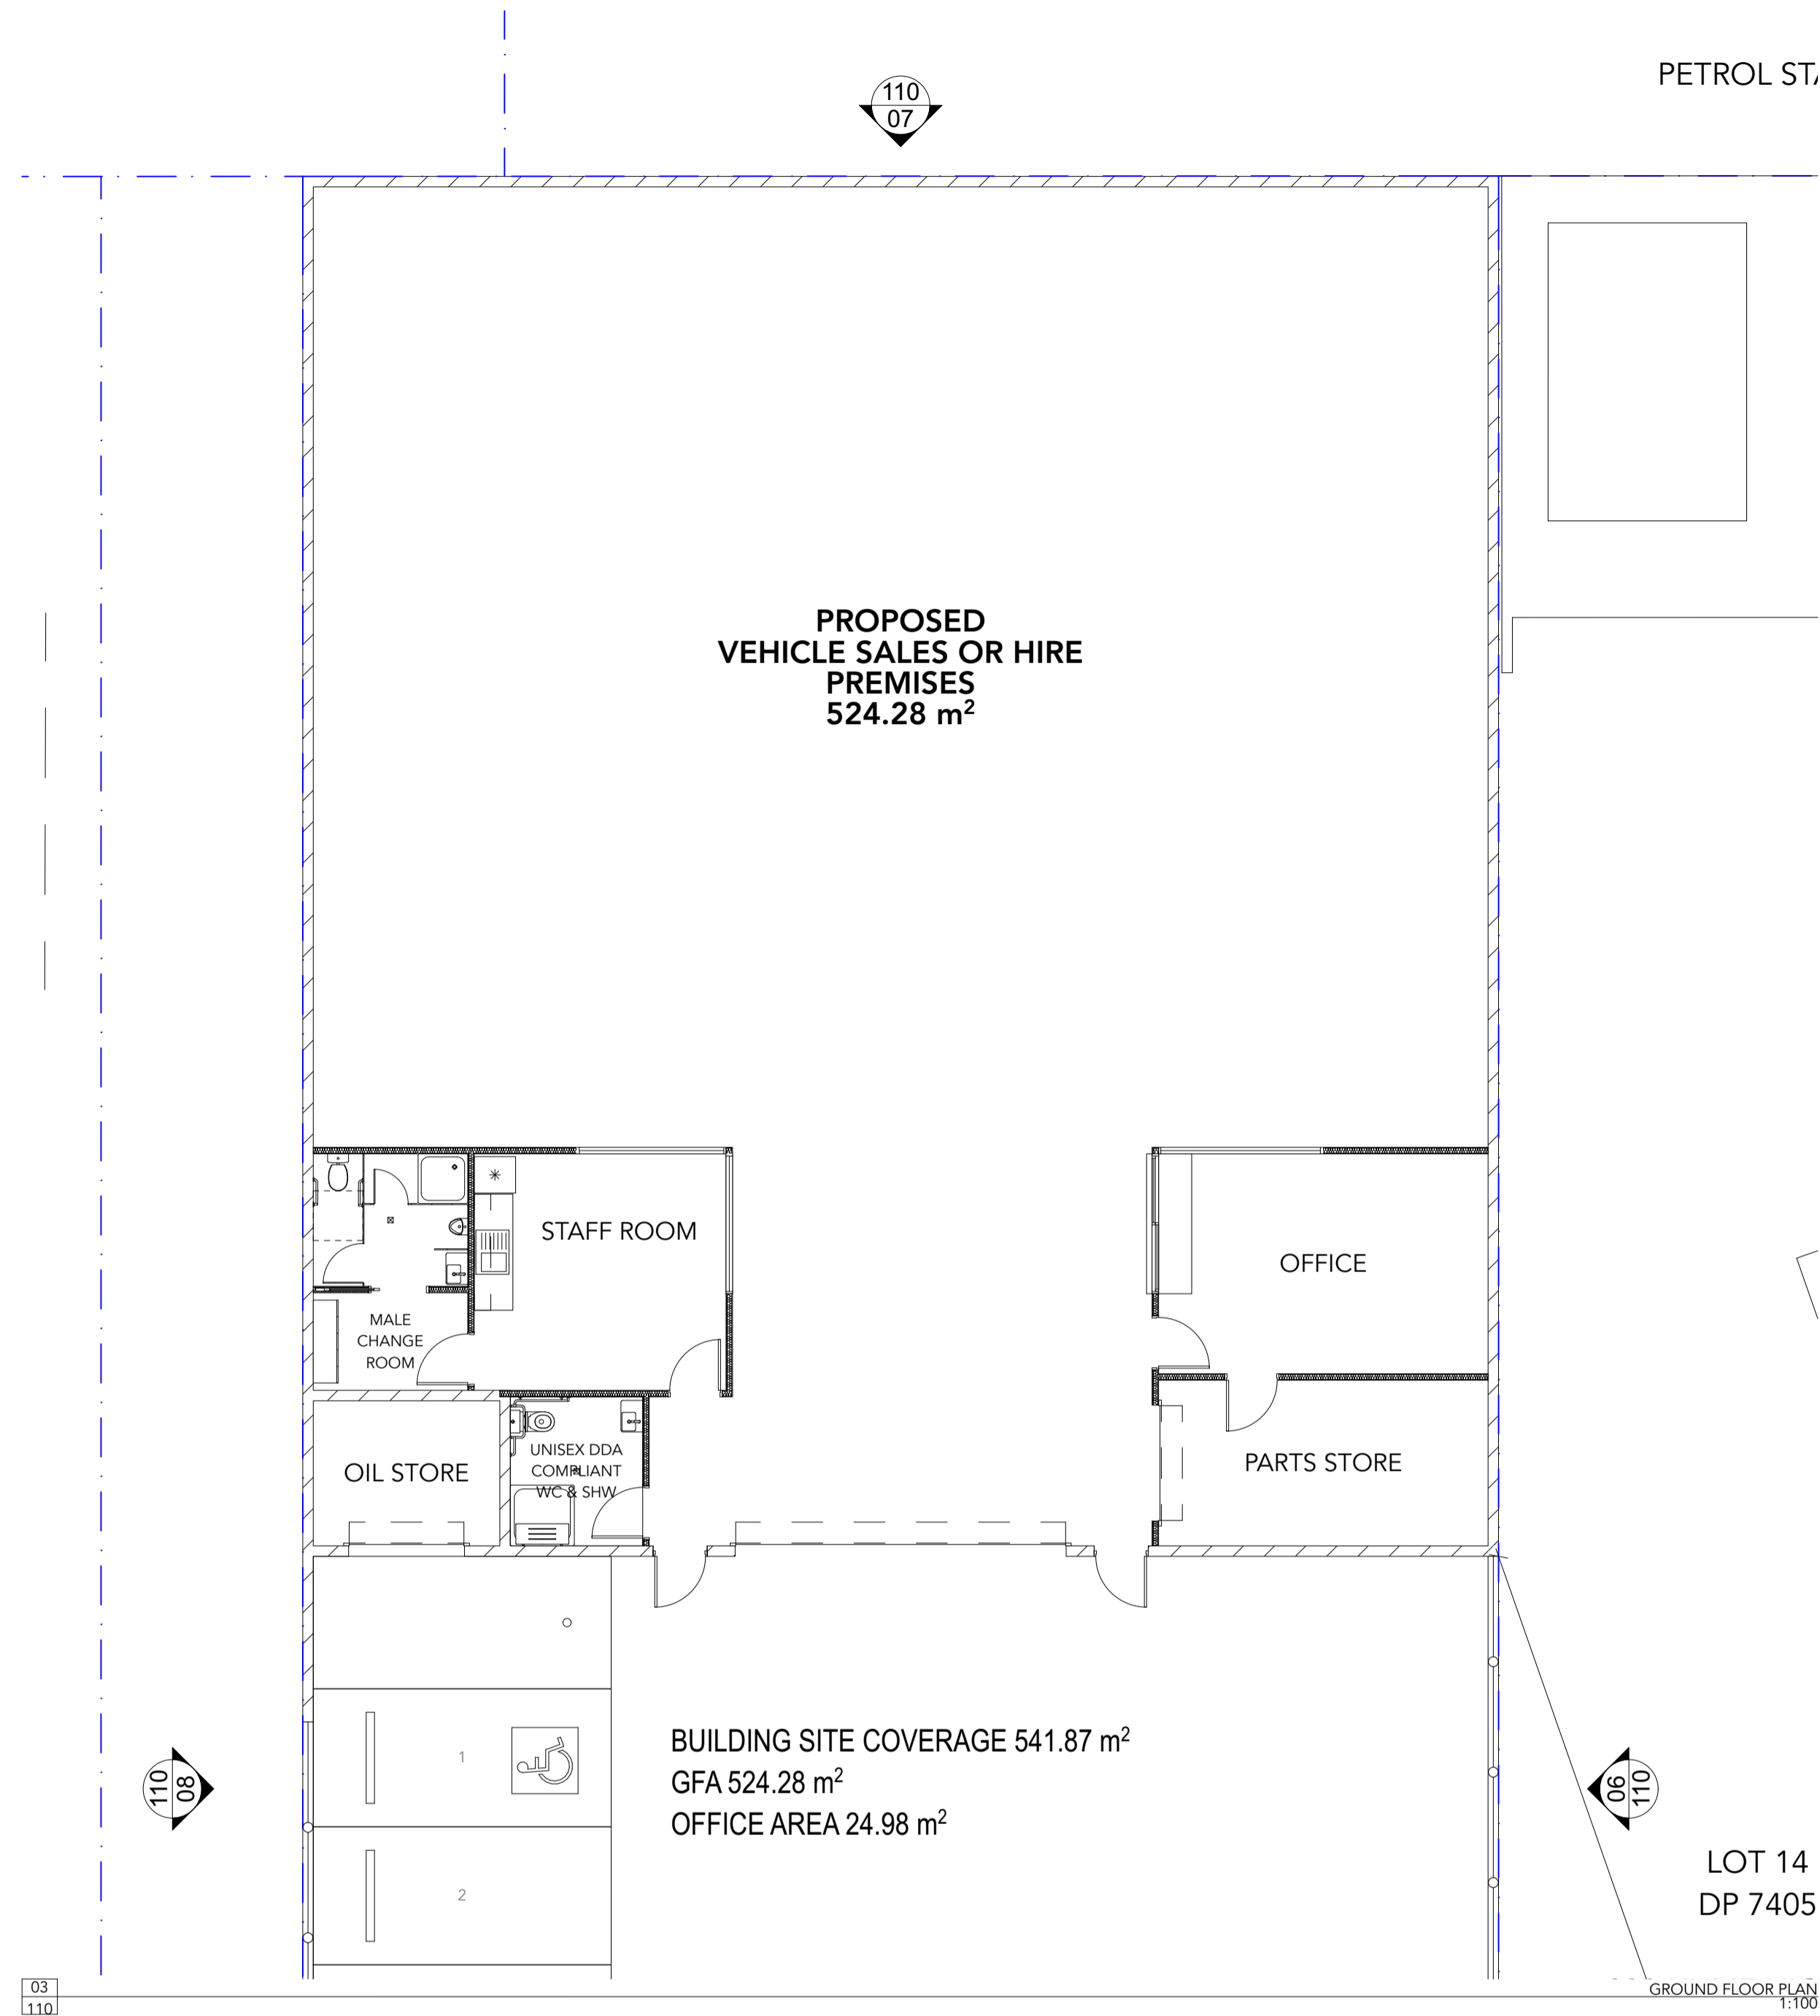 PETROL STA
110
07
PROPOSED
VEHICLE SALES OR HIRE
PREMISES
524.28 m²
STAFF ROOM
OFFICE
MALE
CHANGE
ROOM
UNISEX DDA
COMPLIANT
WC & SHW
OIL STORE
PARTS STORE
1
2
BUILDING SITE COVERAGE 541.87 m²
GFA 524.28 m²
OFFICE AREA 24.98 m²
110
08
06
110
LOT 14
DP 7405
03
110
GROUND FLOOR PLAN
1:100